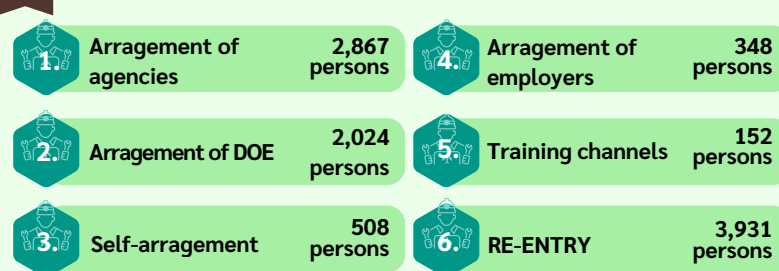 1.
Arragement of
agencies
2,867
persons
2.
Arragement of DOE
2,024
persons
3.
Self-arragement
508
persons
4.
Arragement of
employers
348
persons
5.
Training channels
152
persons
6.
RE-ENTRY
3,931
persons